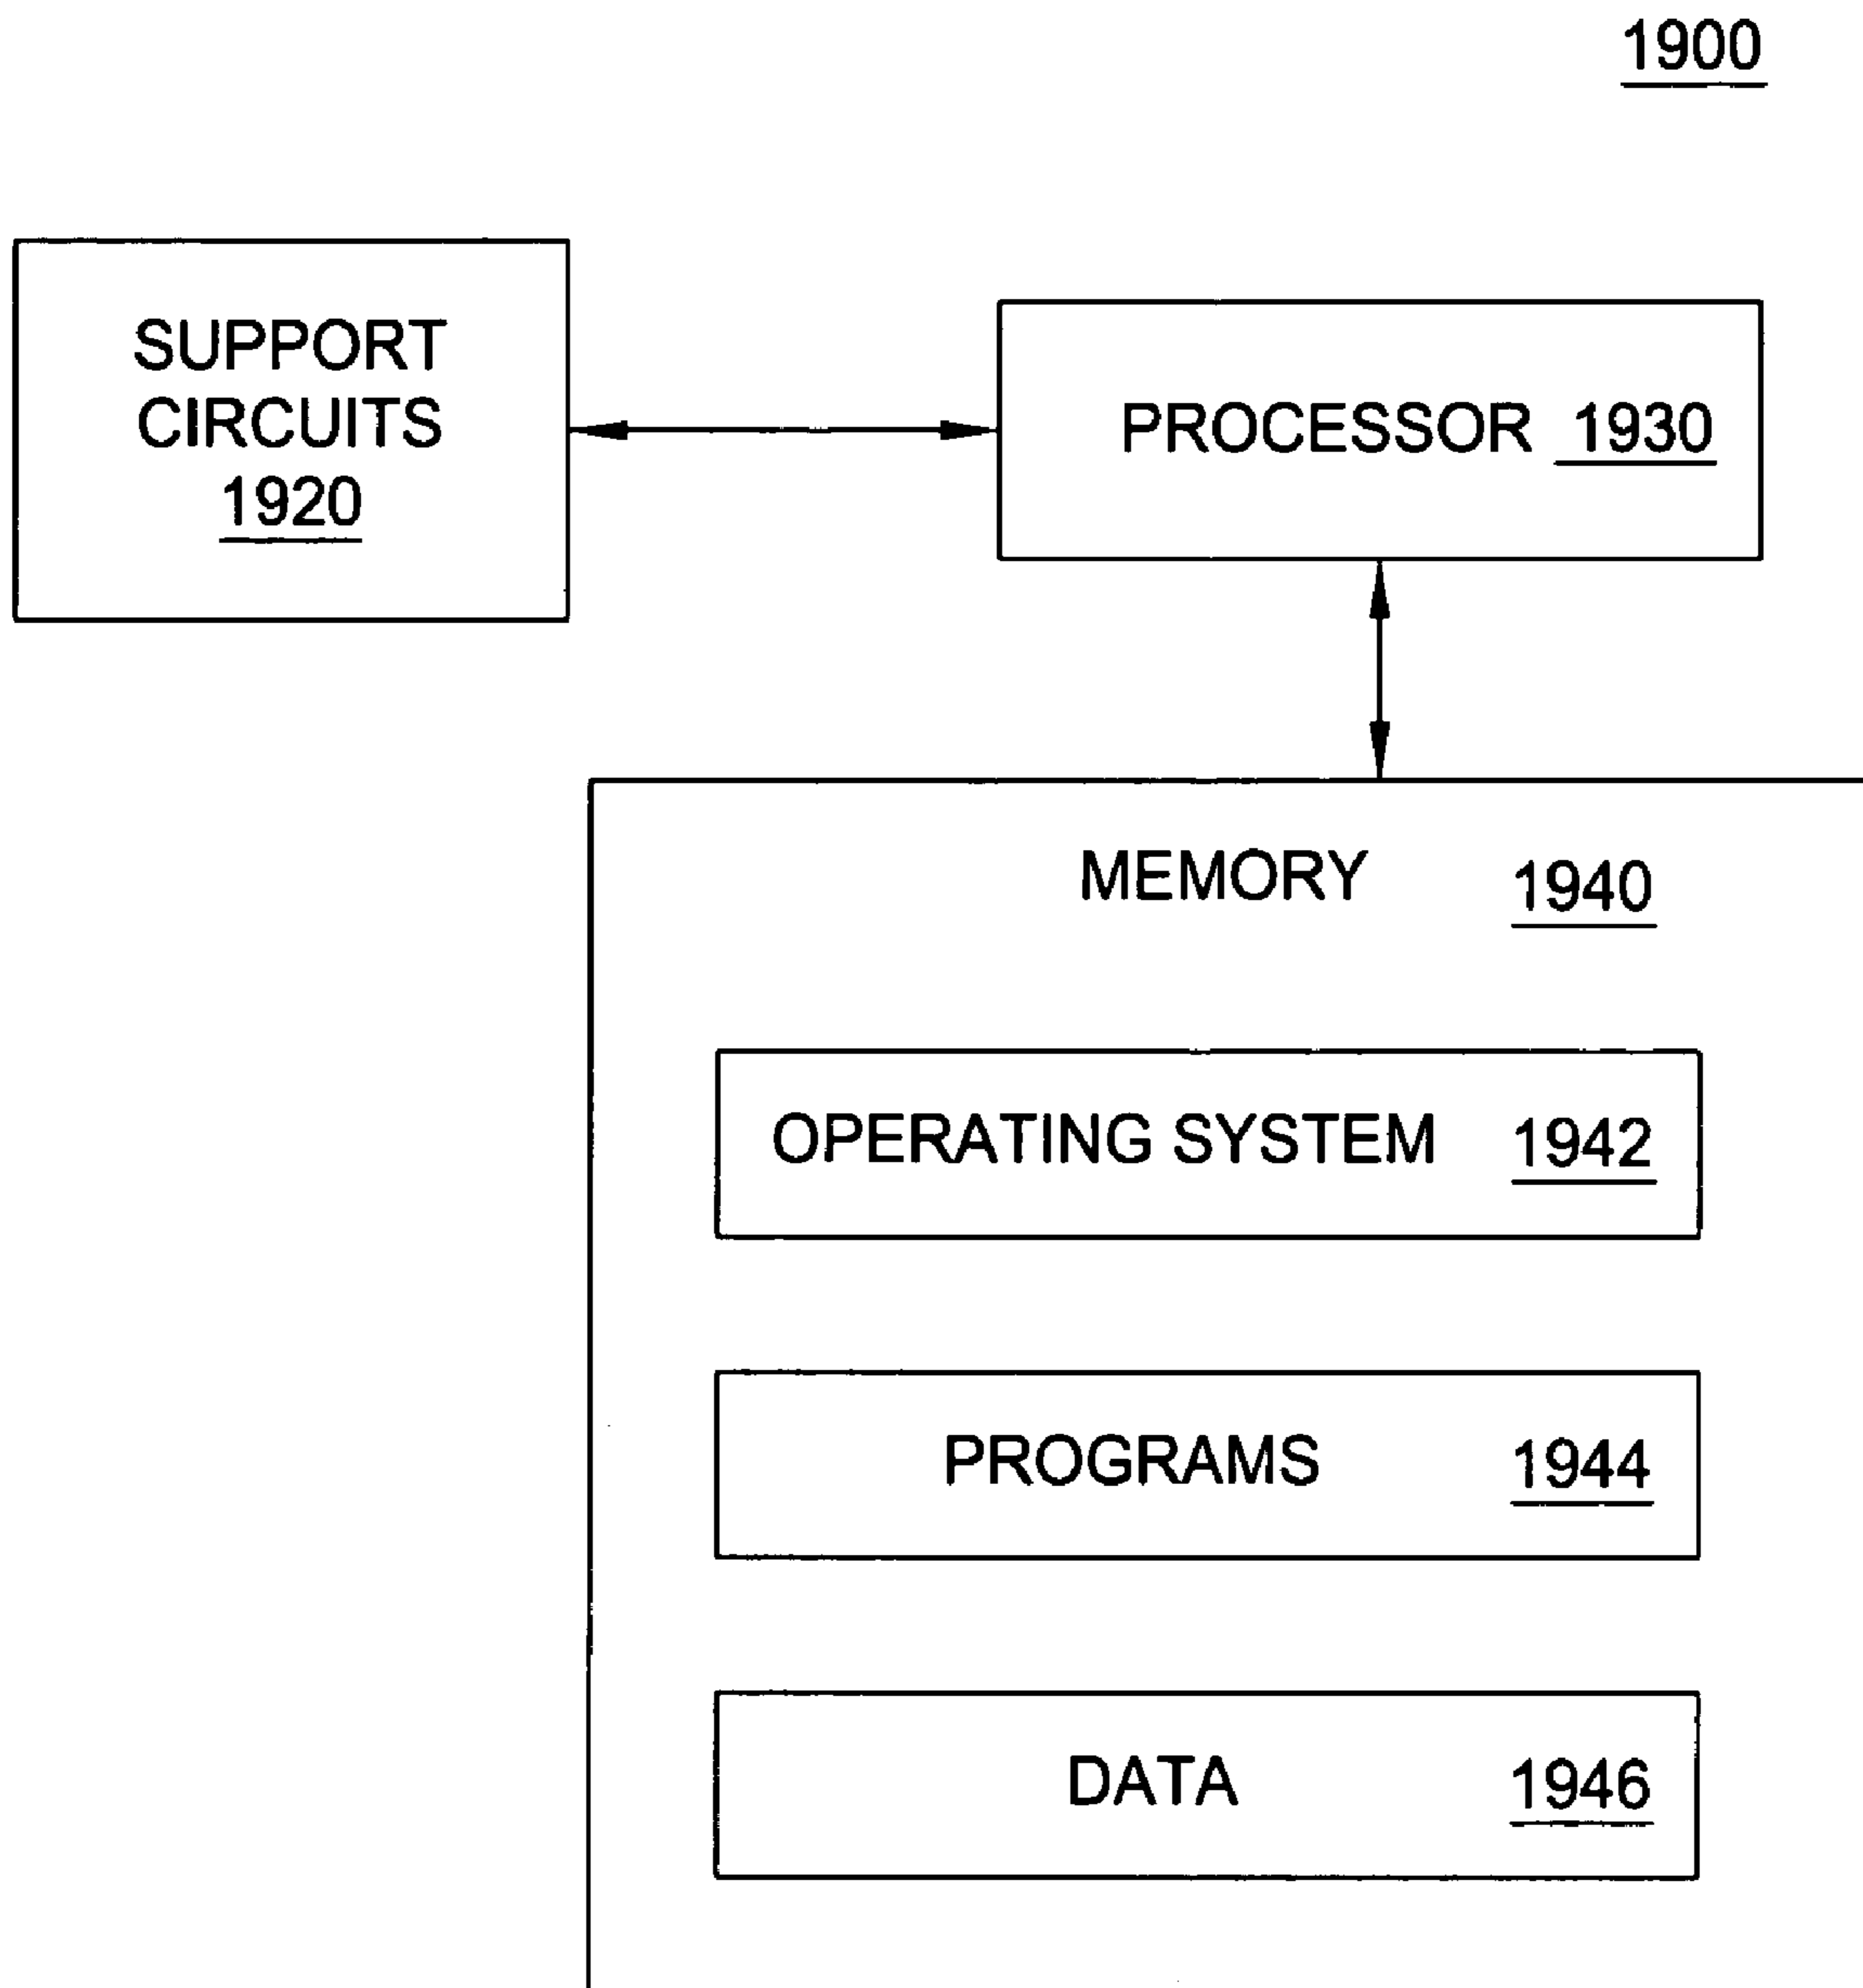 1900
SUPPORT
CIRCUITS
1920
PROCESSOR 1930
MEMORY 1940
OPERATING SYSTEM 1942
PROGRAMS 1944
DATA 1946